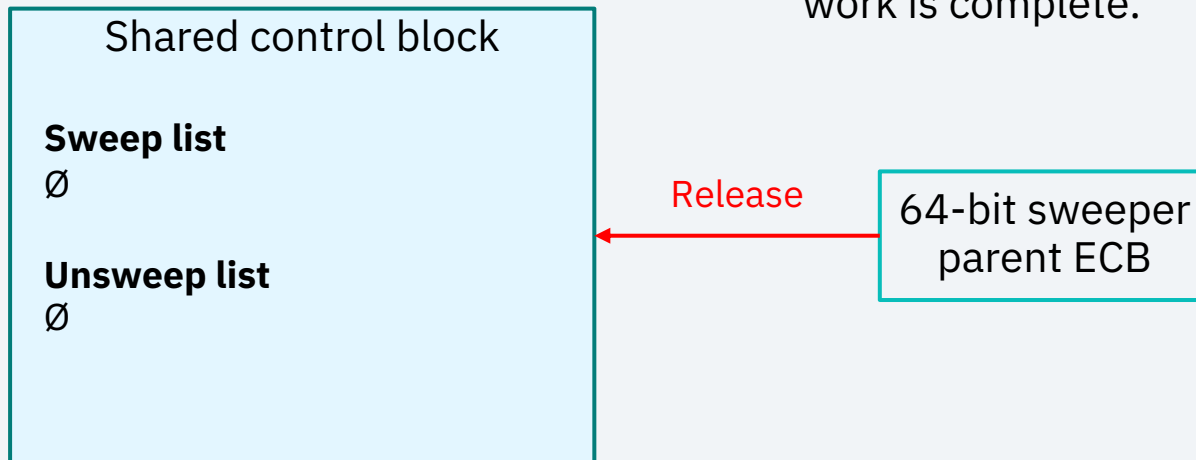 work is complete.
Shared control block
Sweep list
Ø
Unsweep list
Ø
Release
64-bit sweeper
parent ECB